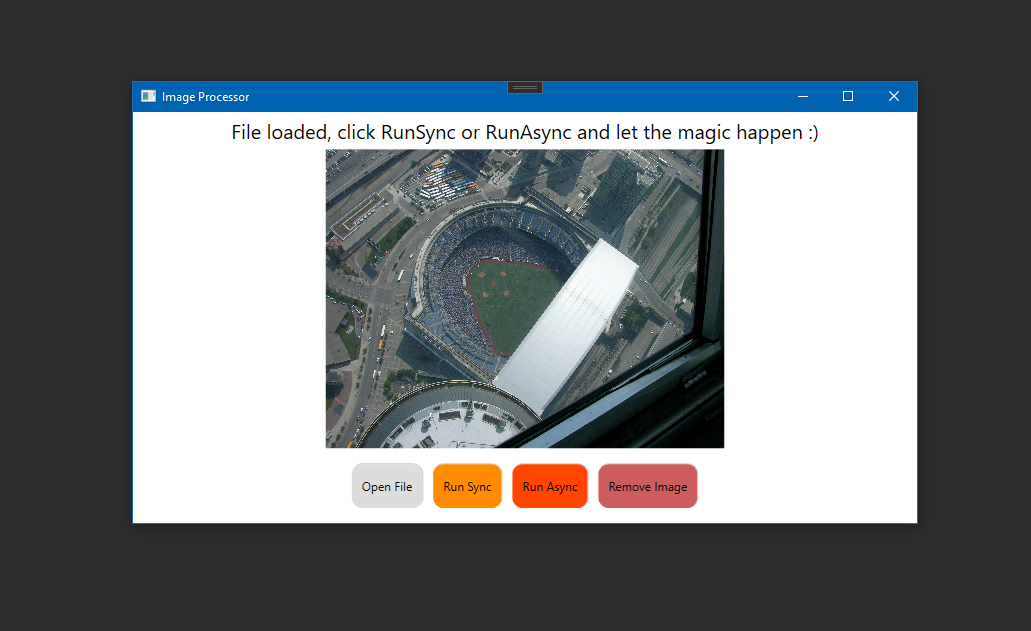 Image Processor
File loaded, click RunSync or RunAsync and let the magic happen :)
Open File
Run Sync
Run Async
Remove Image